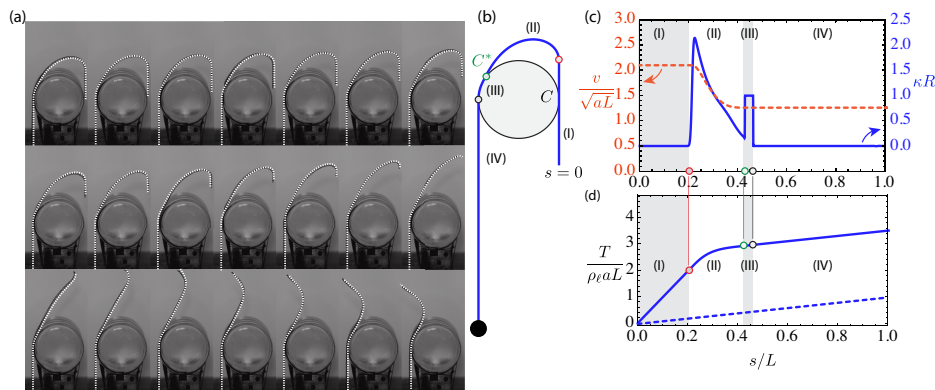 (a)
(b)
(II)
C*
(III)
C
(I)
(IV)
s = 0
(c)
3.0
2.5
2.0
1.5
1.0
0.5
0.0
v
√aL
(I)
(II)
(III)
(IV)
2.5
2.0
1.5
1.0
0.5
0.0
κR
0.0 0.2 0.4 0.6 0.8 1.0
(d)
4
3
2
1
0
T
ρℓaL
(I)
(II)
(III)
(IV)
0 0.2 0.4 0.6 0.8 1.0
s/L